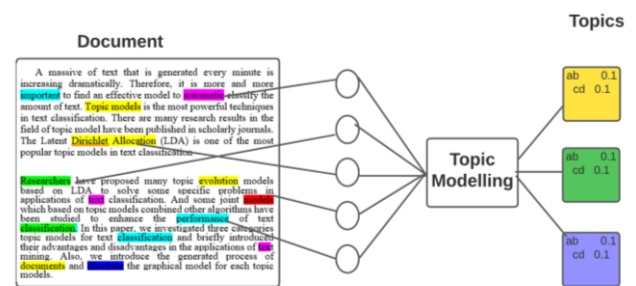 Topics
Document
A massive of text that is generated every minute is
increasing dramatically. Therefore, it is more and more
important to find an effective model to automatic classify the
amount of text. Topic models is the most powerful techniques
in text classification. There are many research results in the
field of topic model have been published in scholarly journals.
The Latent Dirichlet Allocation (LDA) is one of the most
popular topic models in text classification
Researchers have proposed many topic evolution models
based on LDA to solve some specific problems in
applications of text classification. And some joint models
which based on topic models combined other algorithms have
been studied to enhance the performance of text
classification. In this paper, we investigated three categories
topic models for text classification and briefly introduced
their advantages and disadvantages in the applications of text
mining. Also, we introduce the generated process of
documents and the graphical model for each topic
models.
Topic
Modelling
ab 0.1
cd 0.1
ab 0.1
cd 0.1
ab 0.1
cd 0.1